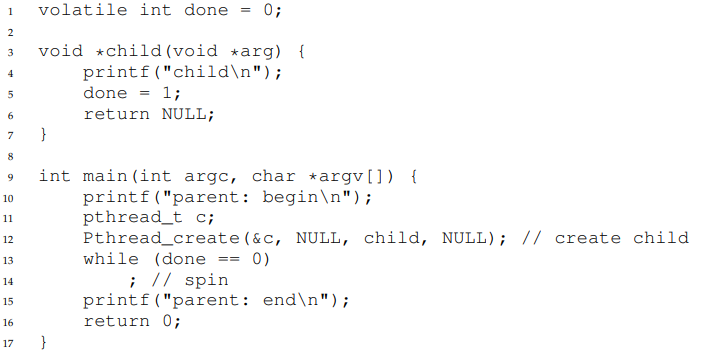 1 volatile int done = 0;
2
3 void *child(void *arg) {
4     printf("child\n");
5     done = 1;
6     return NULL;
7 }
8
9 int main(int argc, char *argv[]) {
10     printf("parent: begin\n");
11     pthread_t c;
12     Pthread_create(&c, NULL, child, NULL); // create child
13     while (done == 0)
14         ; // spin
15     printf("parent: end\n");
16     return 0;
17 }